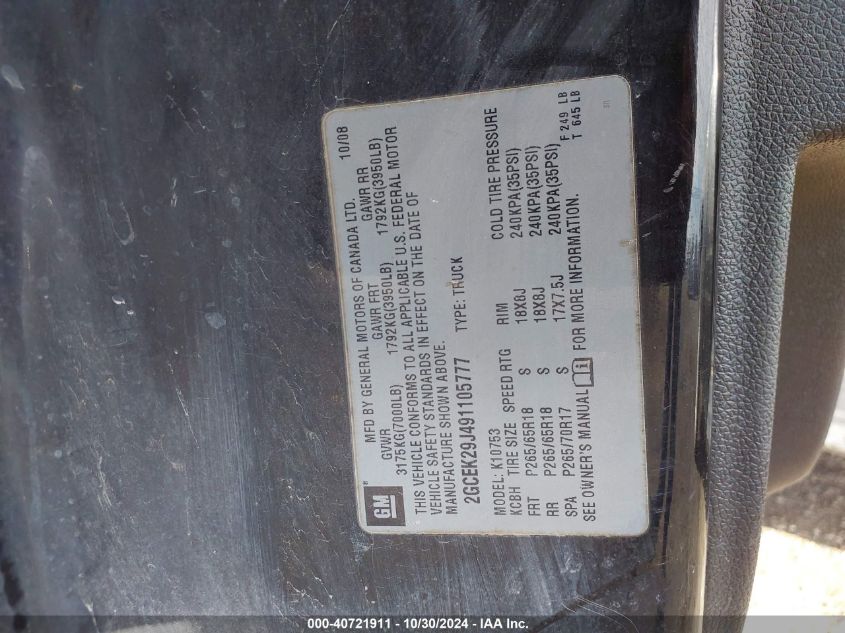 GM®
MFD BY GENERAL MOTORS OF CANADA LTD. 10/08
GVWR GAWR FRT GAWR RR
3175KG(7000LB) 1792KG(3950LB) 1792KG(3950LB)
THIS VEHICLE CONFORMS TO ALL APPLICABLE U.S. FEDERAL MOTOR
VEHICLE SAFETY STANDARDS IN EFFECT ON THE DATE OF
MANUFACTURE SHOWN ABOVE.
2GCEK29J491105777 TYPE: TRUCK
MODEL: K10753
KCBH TIRE SIZE SPEED RTG RIM COLD TIRE PRESSURE
FRT P265/65R18 S 18X8J 240KPA(35PSI)
RR P265/65R18 S 18X8J 240KPA(35PSI)
SPA P265/70R17 S 17X7.5J 240KPA(35PSI)
SEE OWNER'S MANUAL FOR MORE INFORMATION.
F 249 LB
T 645 LB
000-40721911 - 10/30/2024 - IAA Inc.